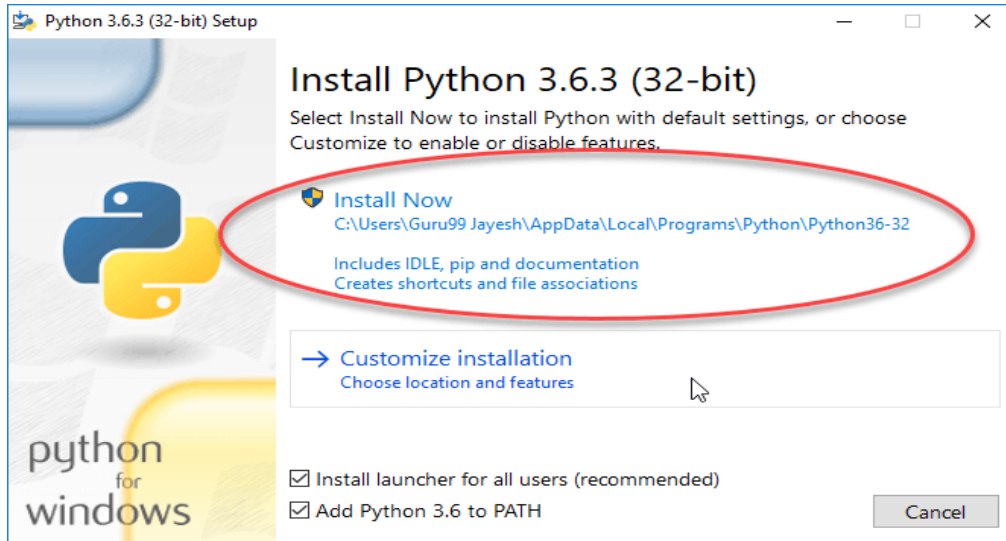 Python 3.6.3 (32-bit) Setup
Install Python 3.6.3 (32-bit)
Select Install Now to install Python with default settings, or choose
Customize to enable or disable features.
Install Now
C:\Users\Guru99 Jayesh\AppData\Local\Programs\Python\Python36-32
Includes IDLE, pip and documentation
Creates shortcuts and file associations
Customize installation
Choose location and features
python
for
windows
Install launcher for all users (recommended)
Add Python 3.6 to PATH
Cancel